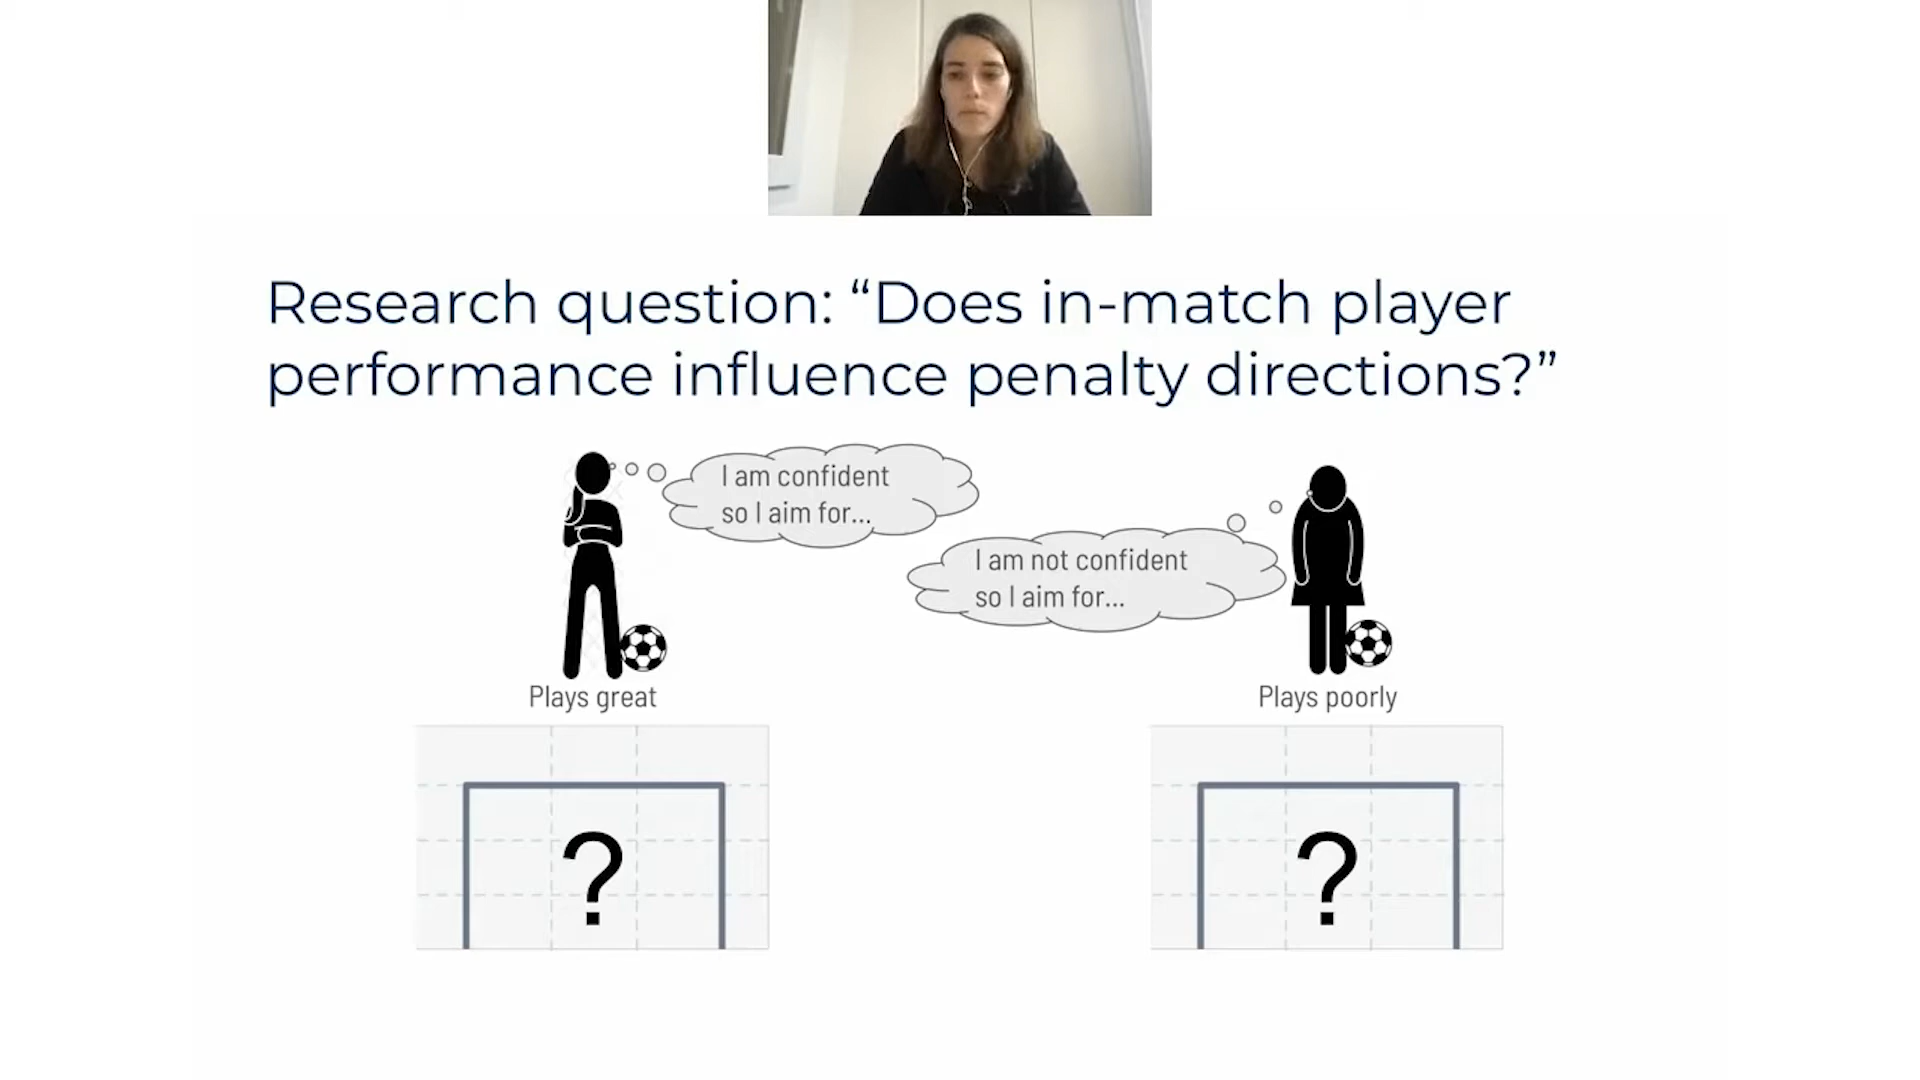 Research question: “Does in-match player
performance influence penalty directions?”
I am confident
so I aim for...
I am not confident
so I aim for...
Plays great
Plays poorly
?
?